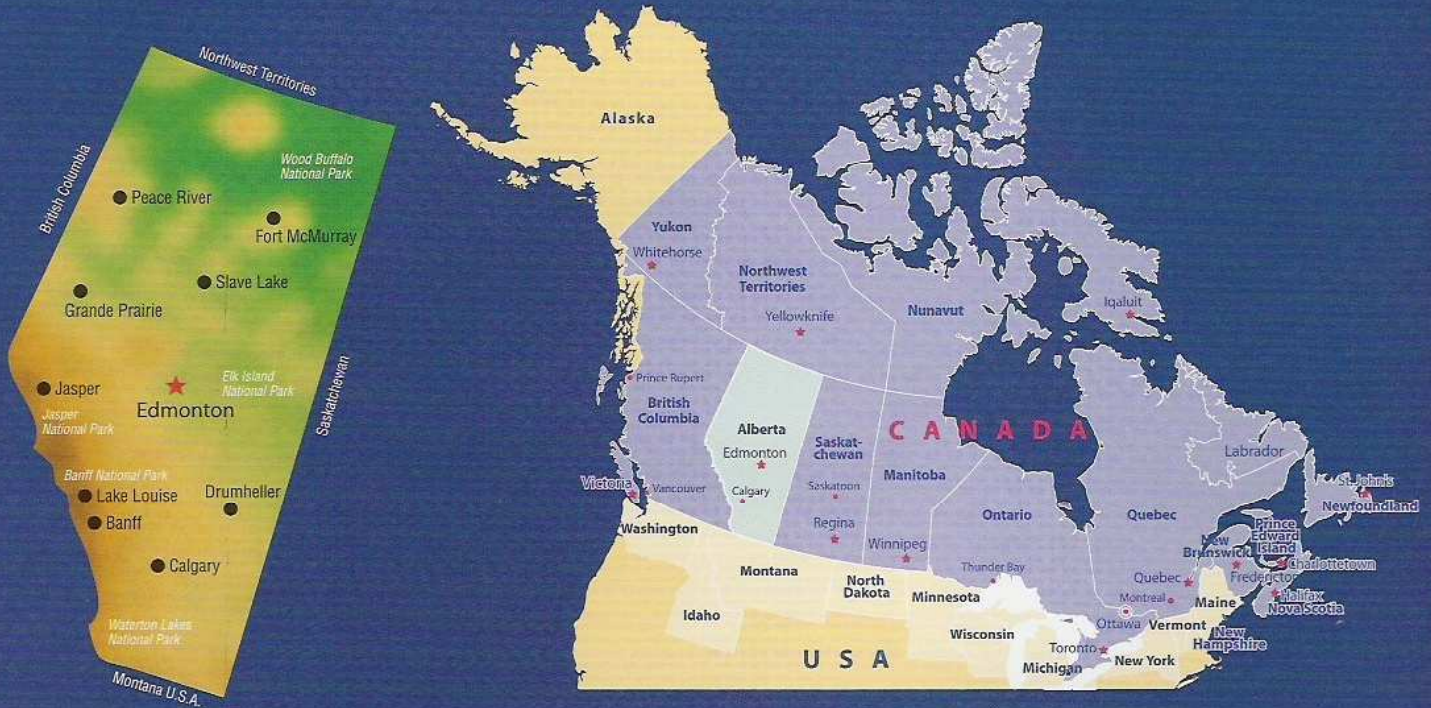 Northwest Territories
British Columbia
Wood Buffalo
National Park
Peace River
Fort McMurray
Slave Lake
Grande Prairie
Saskatchewan
Elk Island
National Park
Jasper
Edmonton
Jasper
National Park
Banff National Park
Lake Louise
Drumheller
Banff
Calgary
Waterton Lakes
National Park
Montana U.S.A.
Alaska
Yukon
Whitehorse
Northwest
Territories
Yellowknife
Nunavut
Iqaluit
Prince Rupert
British
Columbia
Alberta
Edmonton
Calgary
CANADA
Saskat-
chewan
Saskatoon
Regina
Manitoba
Winnipeg
Victoria
Vancouver
Ontario
Thunder Bay
Quebec
Quebec
Montreal
Ottawa
Toronto
Labrador
St. John's
Newfoundland
Prince
Edward
Island
Charlottetown
New
Brunswick
Fredericton
Halifax
Nova Scotia
Washington
Montana
North
Dakota
Minnesota
Idaho
Wisconsin
Michigan
USA
Maine
Vermont
New
Hampshire
New York